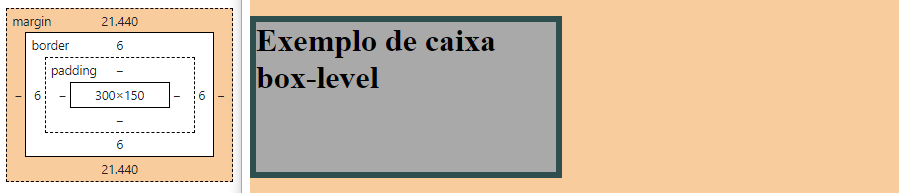 margin 21.440
border 6
padding –
– 6 – 300×150 – 6 –
–
6
21.440
Exemplo de caixa
box-level